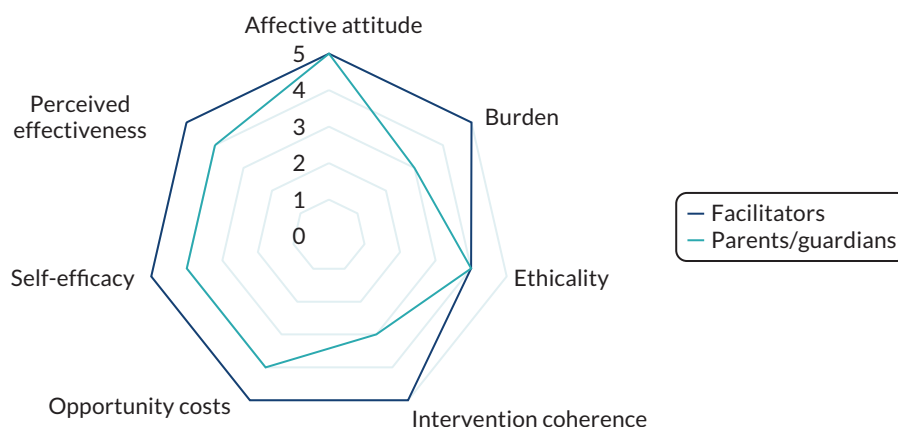 Affective attitude
5
4
3
2
1
0
Perceived
effectiveness
Burden
Self-efficacy
Ethicality
Opportunity costs
Intervention coherence
Facilitators
Parents/guardians